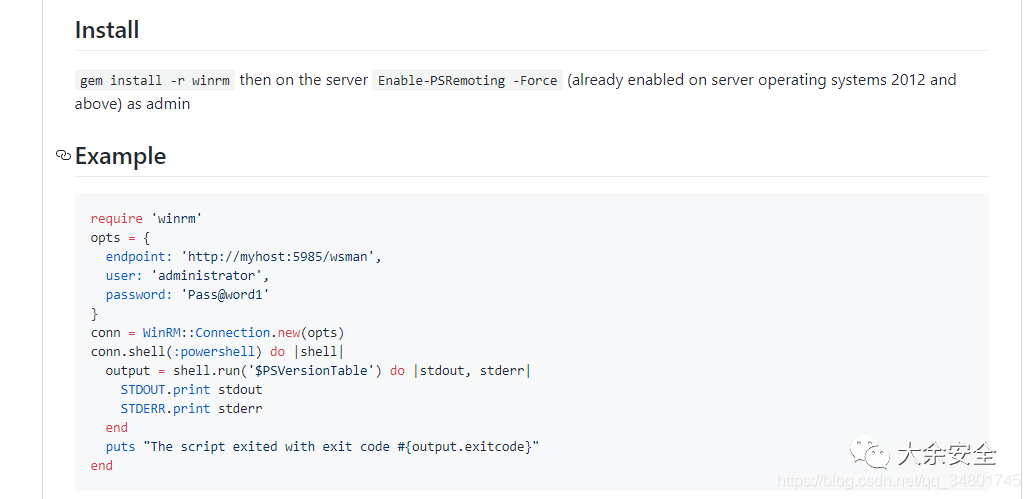 Install
gem install -r winrm then on the server Enable-PSRemoting -Force (already enabled on server operating systems 2012 and
above) as admin
Example
require 'winrm'
opts = {
  endpoint: 'http://myhost:5985/wsman',
  user: 'administrator',
  password: 'Pass@word1'
}
conn = WinRM::Connection.new(opts)
conn.shell(:powershell) do |shell|
  output = shell.run('$PSVersionTable') do |stdout, stderr|
    STDOUT.print stdout
    STDERR.print stderr
  end
  puts "The script exited with exit code #{output.exitcode}"
end
大余安全
https://blog.csdn.net/qq_34801745